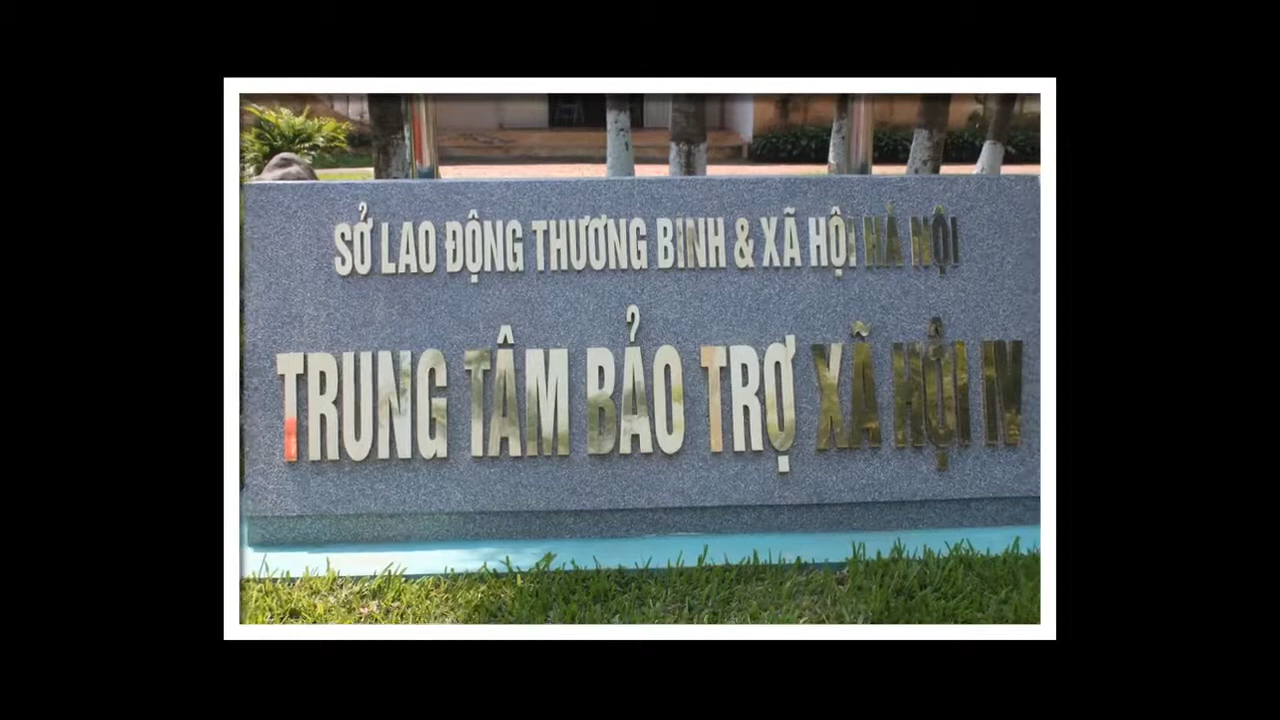 SỞ LAO ĐỘNG THƯƠNG BINH & XÃ HỘI HÀ NỘI
TRUNG TÂM BẢO TRỢ XÃ HỘI IV